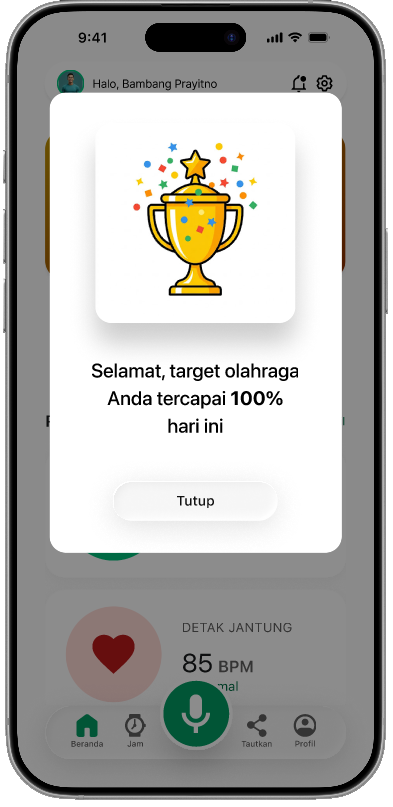 9:41
Halo, Bambang Prayitno
Selamat, target olahraga
Anda tercapai 100%
hari ini
Tutup
DETAK JANTUNG
85 BPM
Beranda
Jam
Tautkan
Profil